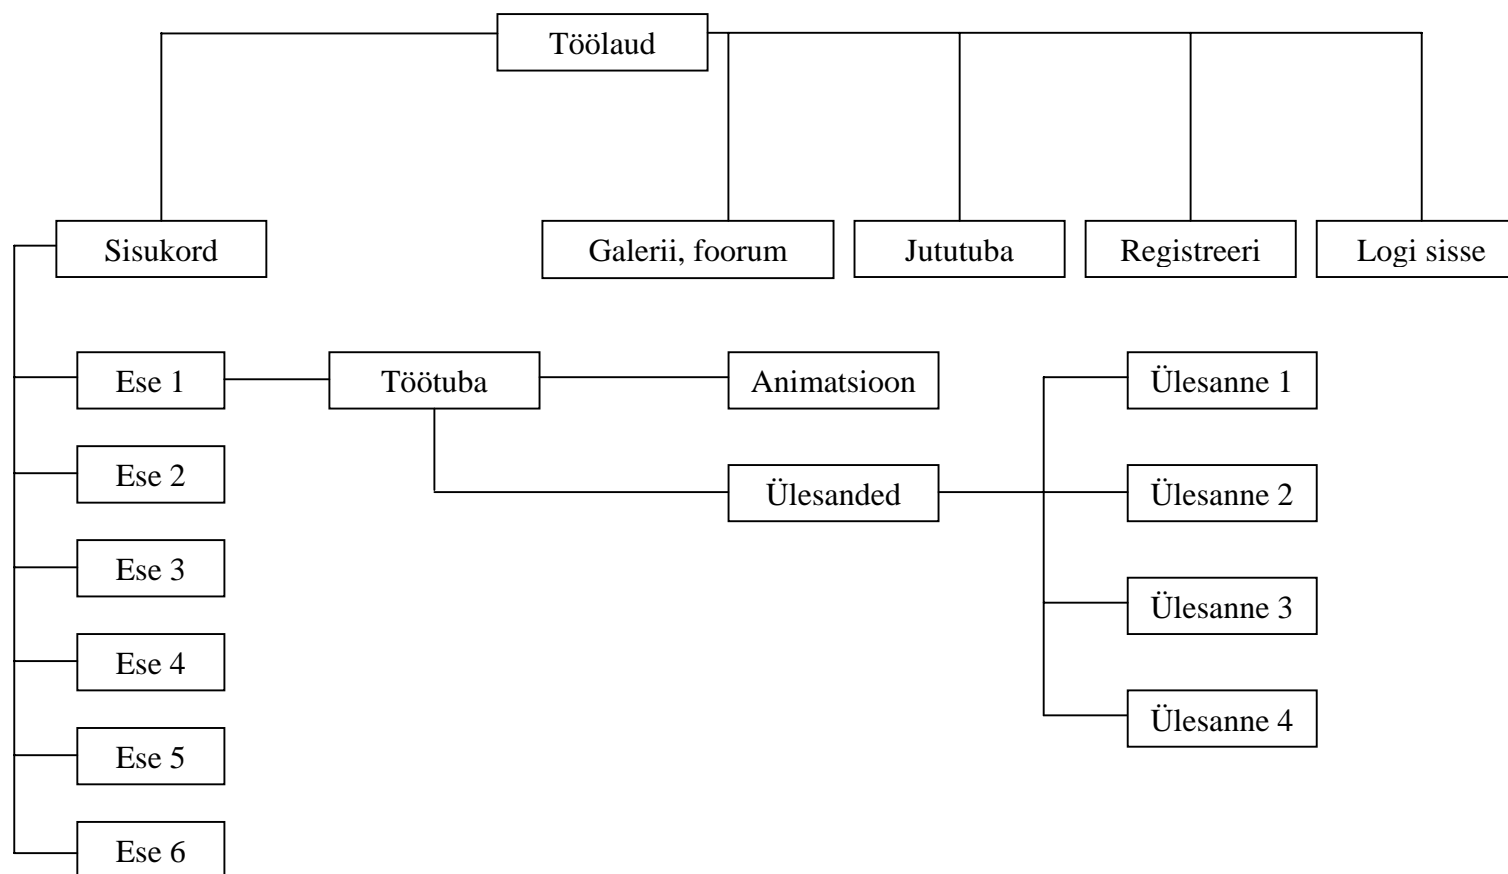 Töölaud
Sisukord
Galerii, foorum
Jututuba
Registreeri
Logi sisse
Ese 1
Töötuba
Animatsioon
Ülesanne 1
Ese 2
Ülesanded
Ülesanne 2
Ese 3
Ülesanne 3
Ese 4
Ülesanne 4
Ese 5
Ese 6